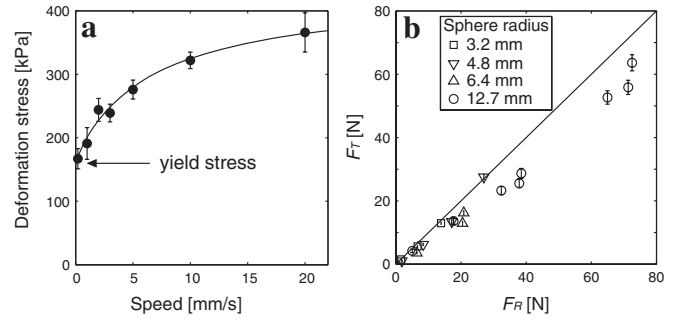 a
Deformation stress [kPa]
400
300
200
100
0
yield stress
0
5
10
15
20
Speed [mm/s]
b
F_T [N]
80
60
40
20
0
Sphere radius
3.2 mm
4.8 mm
6.4 mm
12.7 mm
0
20
40
60
80
F_R [N]